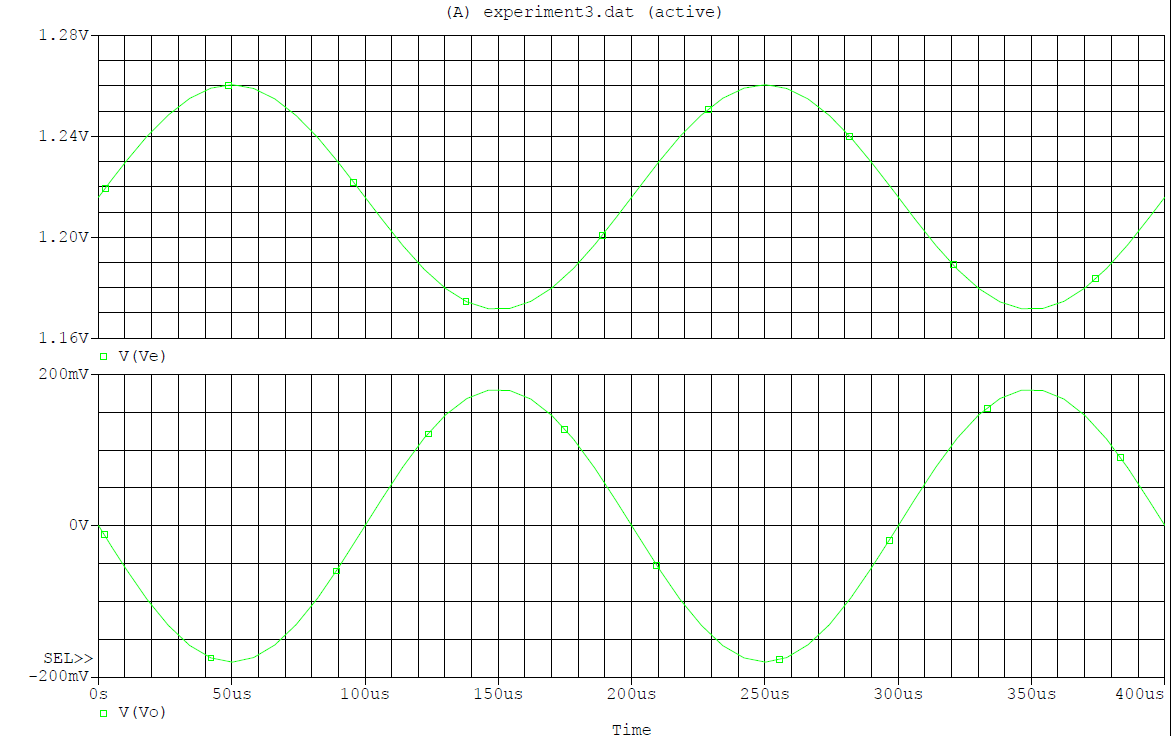 (A) experiment3.dat (active)
1.28V
1.24V
1.20V
1.16V
V(Ve)
200mV
0V
SEL>>
-200mV
0s 50us 100us 150us 200us 250us 300us 350us 400us
V(Vo)
Time